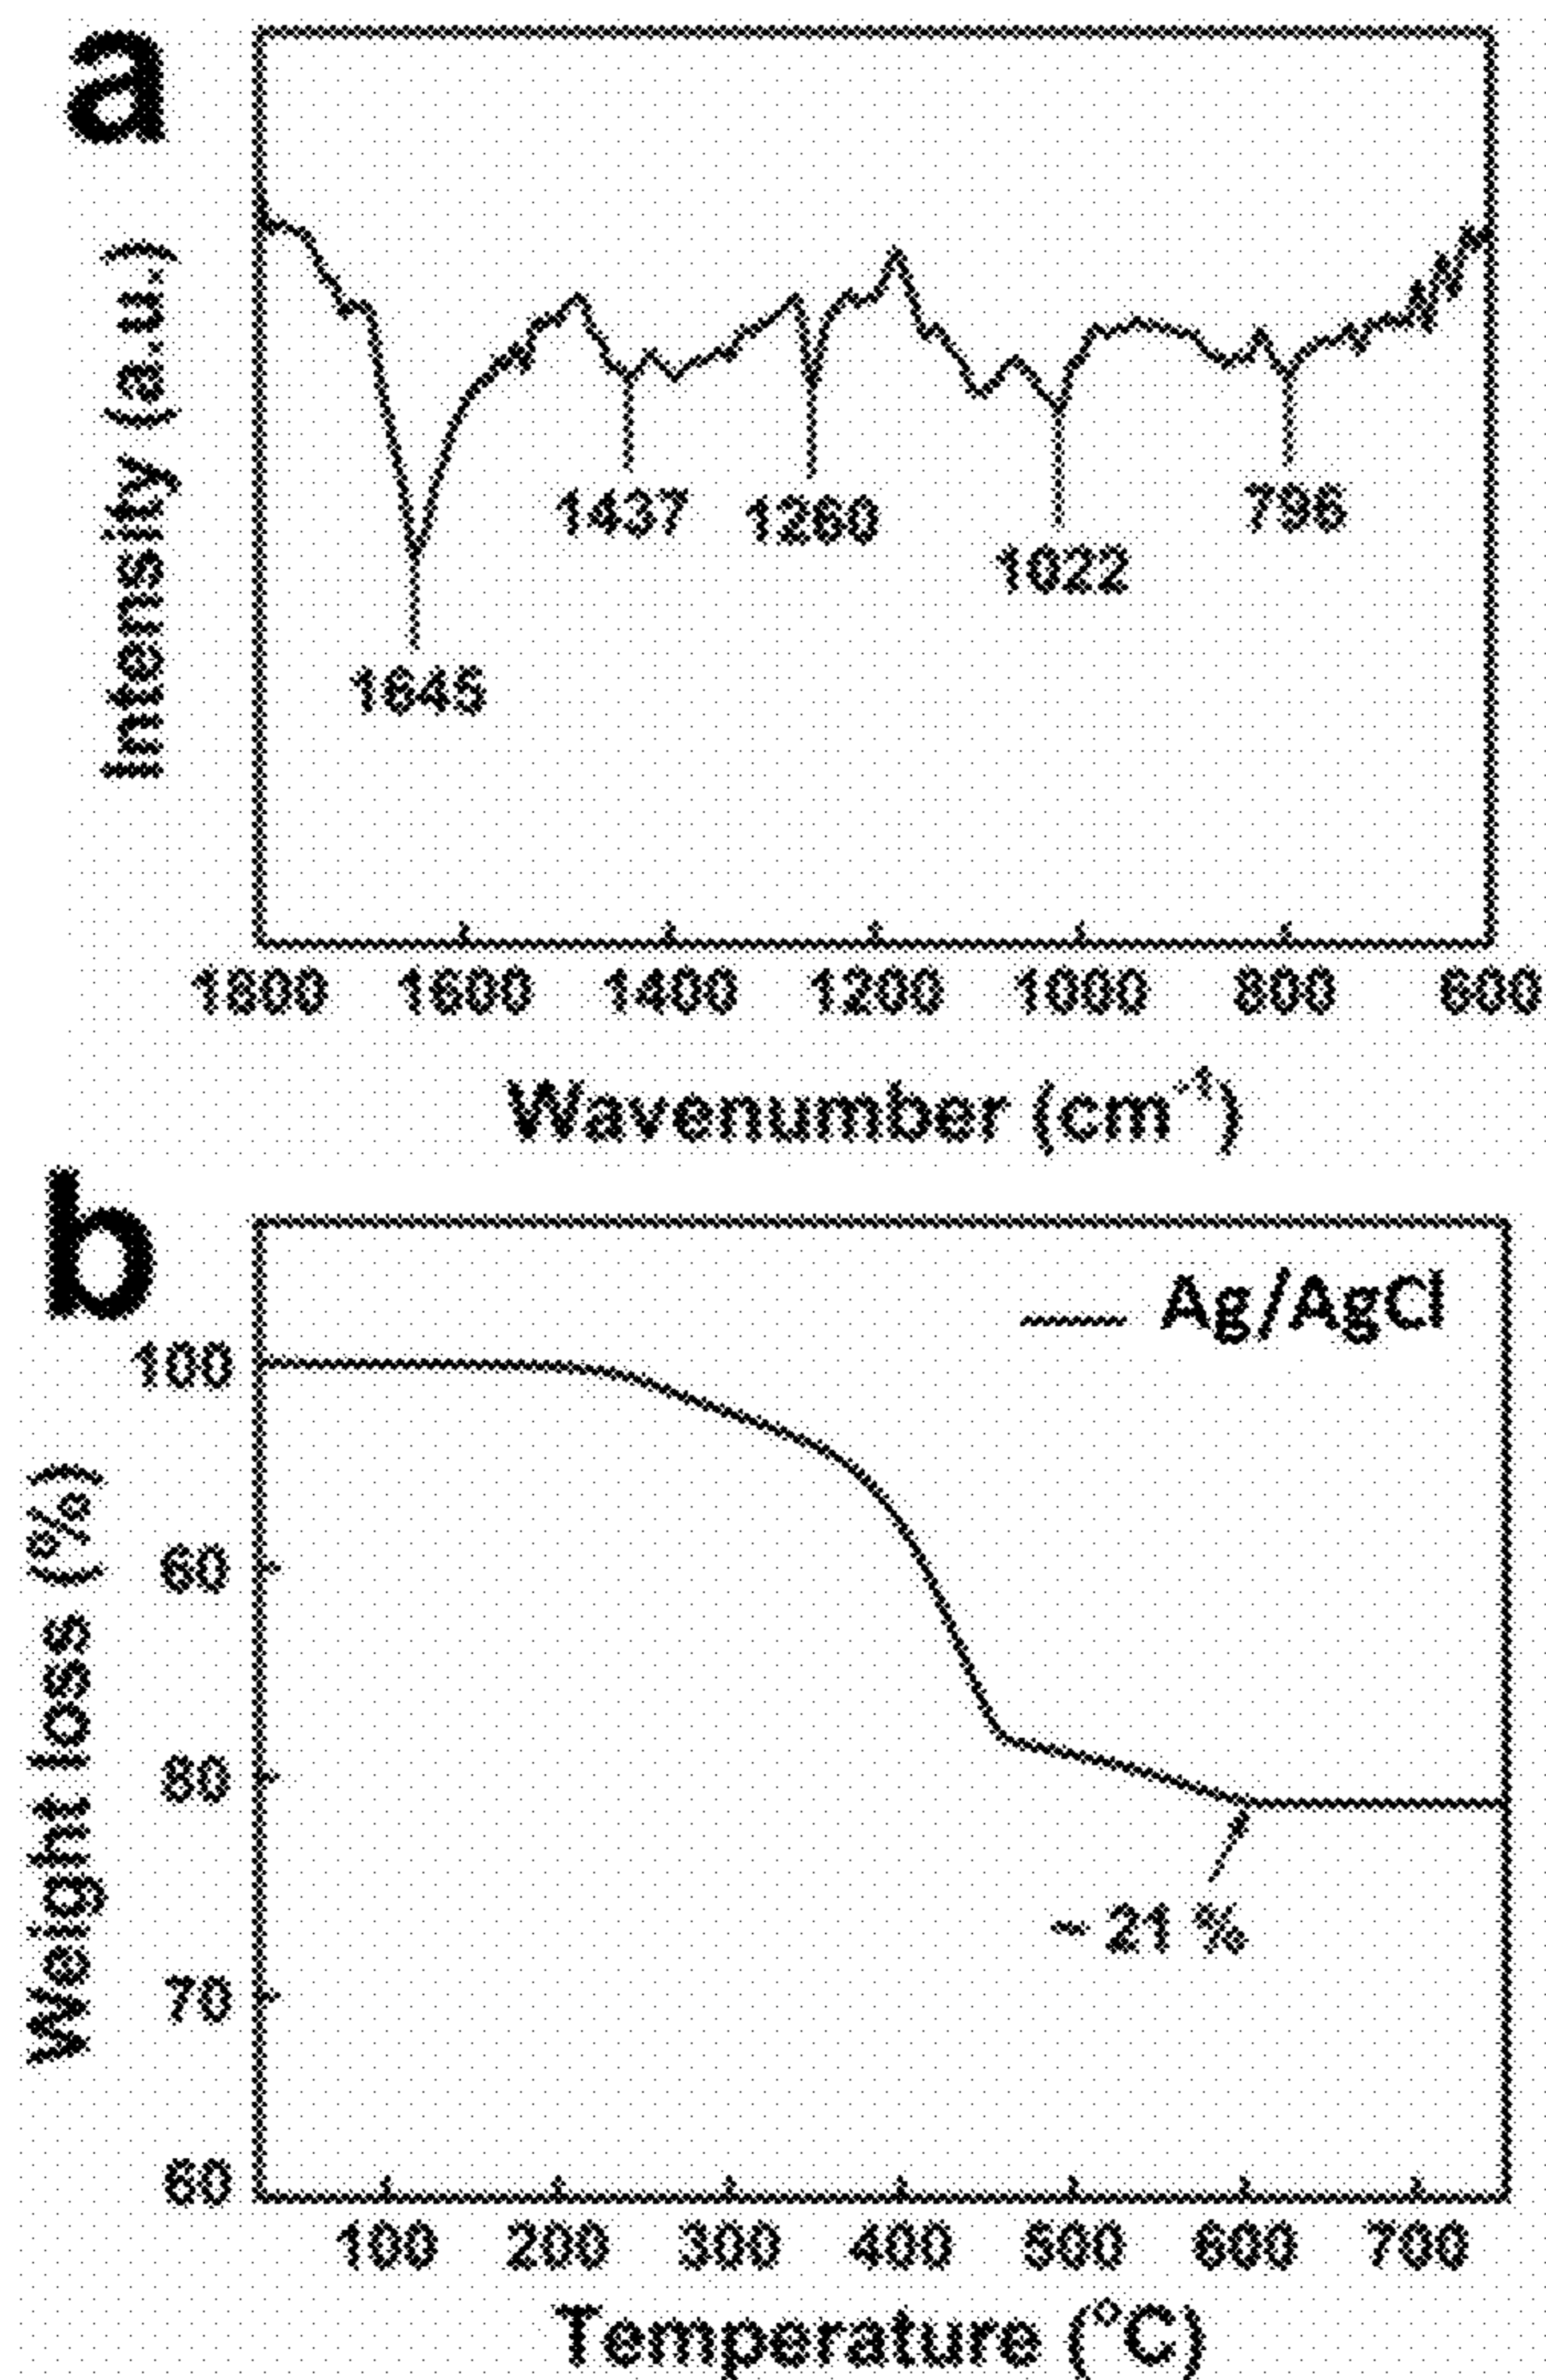 a
Intensity (a.u.)
1437
1260
796
1022
1645
1800 1600 1400 1200 1000 800 600
Wavenumber (cm⁻¹)
b
Ag/AgCl
100
60
80
70
60
Weight loss (%)
~ 21 %
100 200 300 400 500 600 700
Temperature (°C)